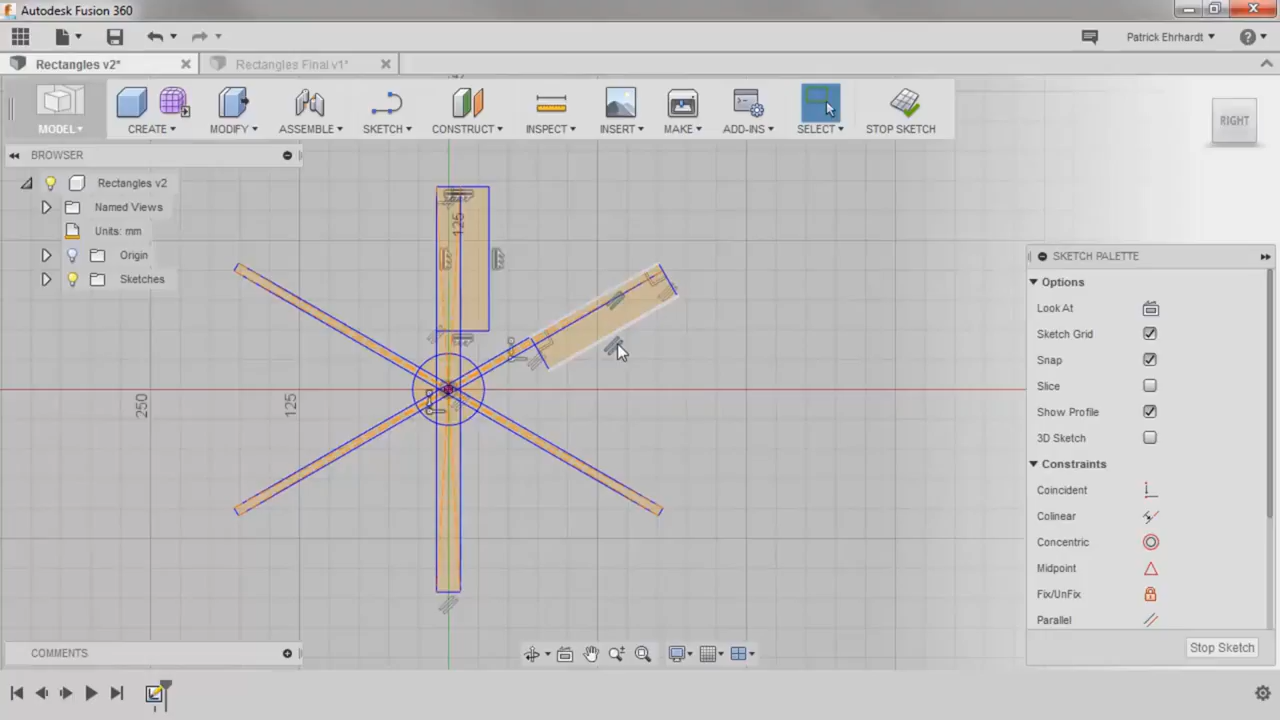 Autodesk Fusion 360
Patrick Ehrhardt
Rectangles v2*
Rectangles Final v1*
MODEL
CREATE
MODIFY
ASSEMBLE
SKETCH
CONSTRUCT
INSPECT
INSERT
MAKE
ADD-INS
SELECT
STOP SKETCH
RIGHT
BROWSER
Rectangles v2
Named Views
Units: mm
Origin
Sketches
125
250
125
SKETCH PALETTE
Options
Look At
Sketch Grid
Snap
Slice
Show Profile
3D Sketch
Constraints
Coincident
Colinear
Concentric
Midpoint
Fix/UnFix
Parallel
Stop Sketch
COMMENTS